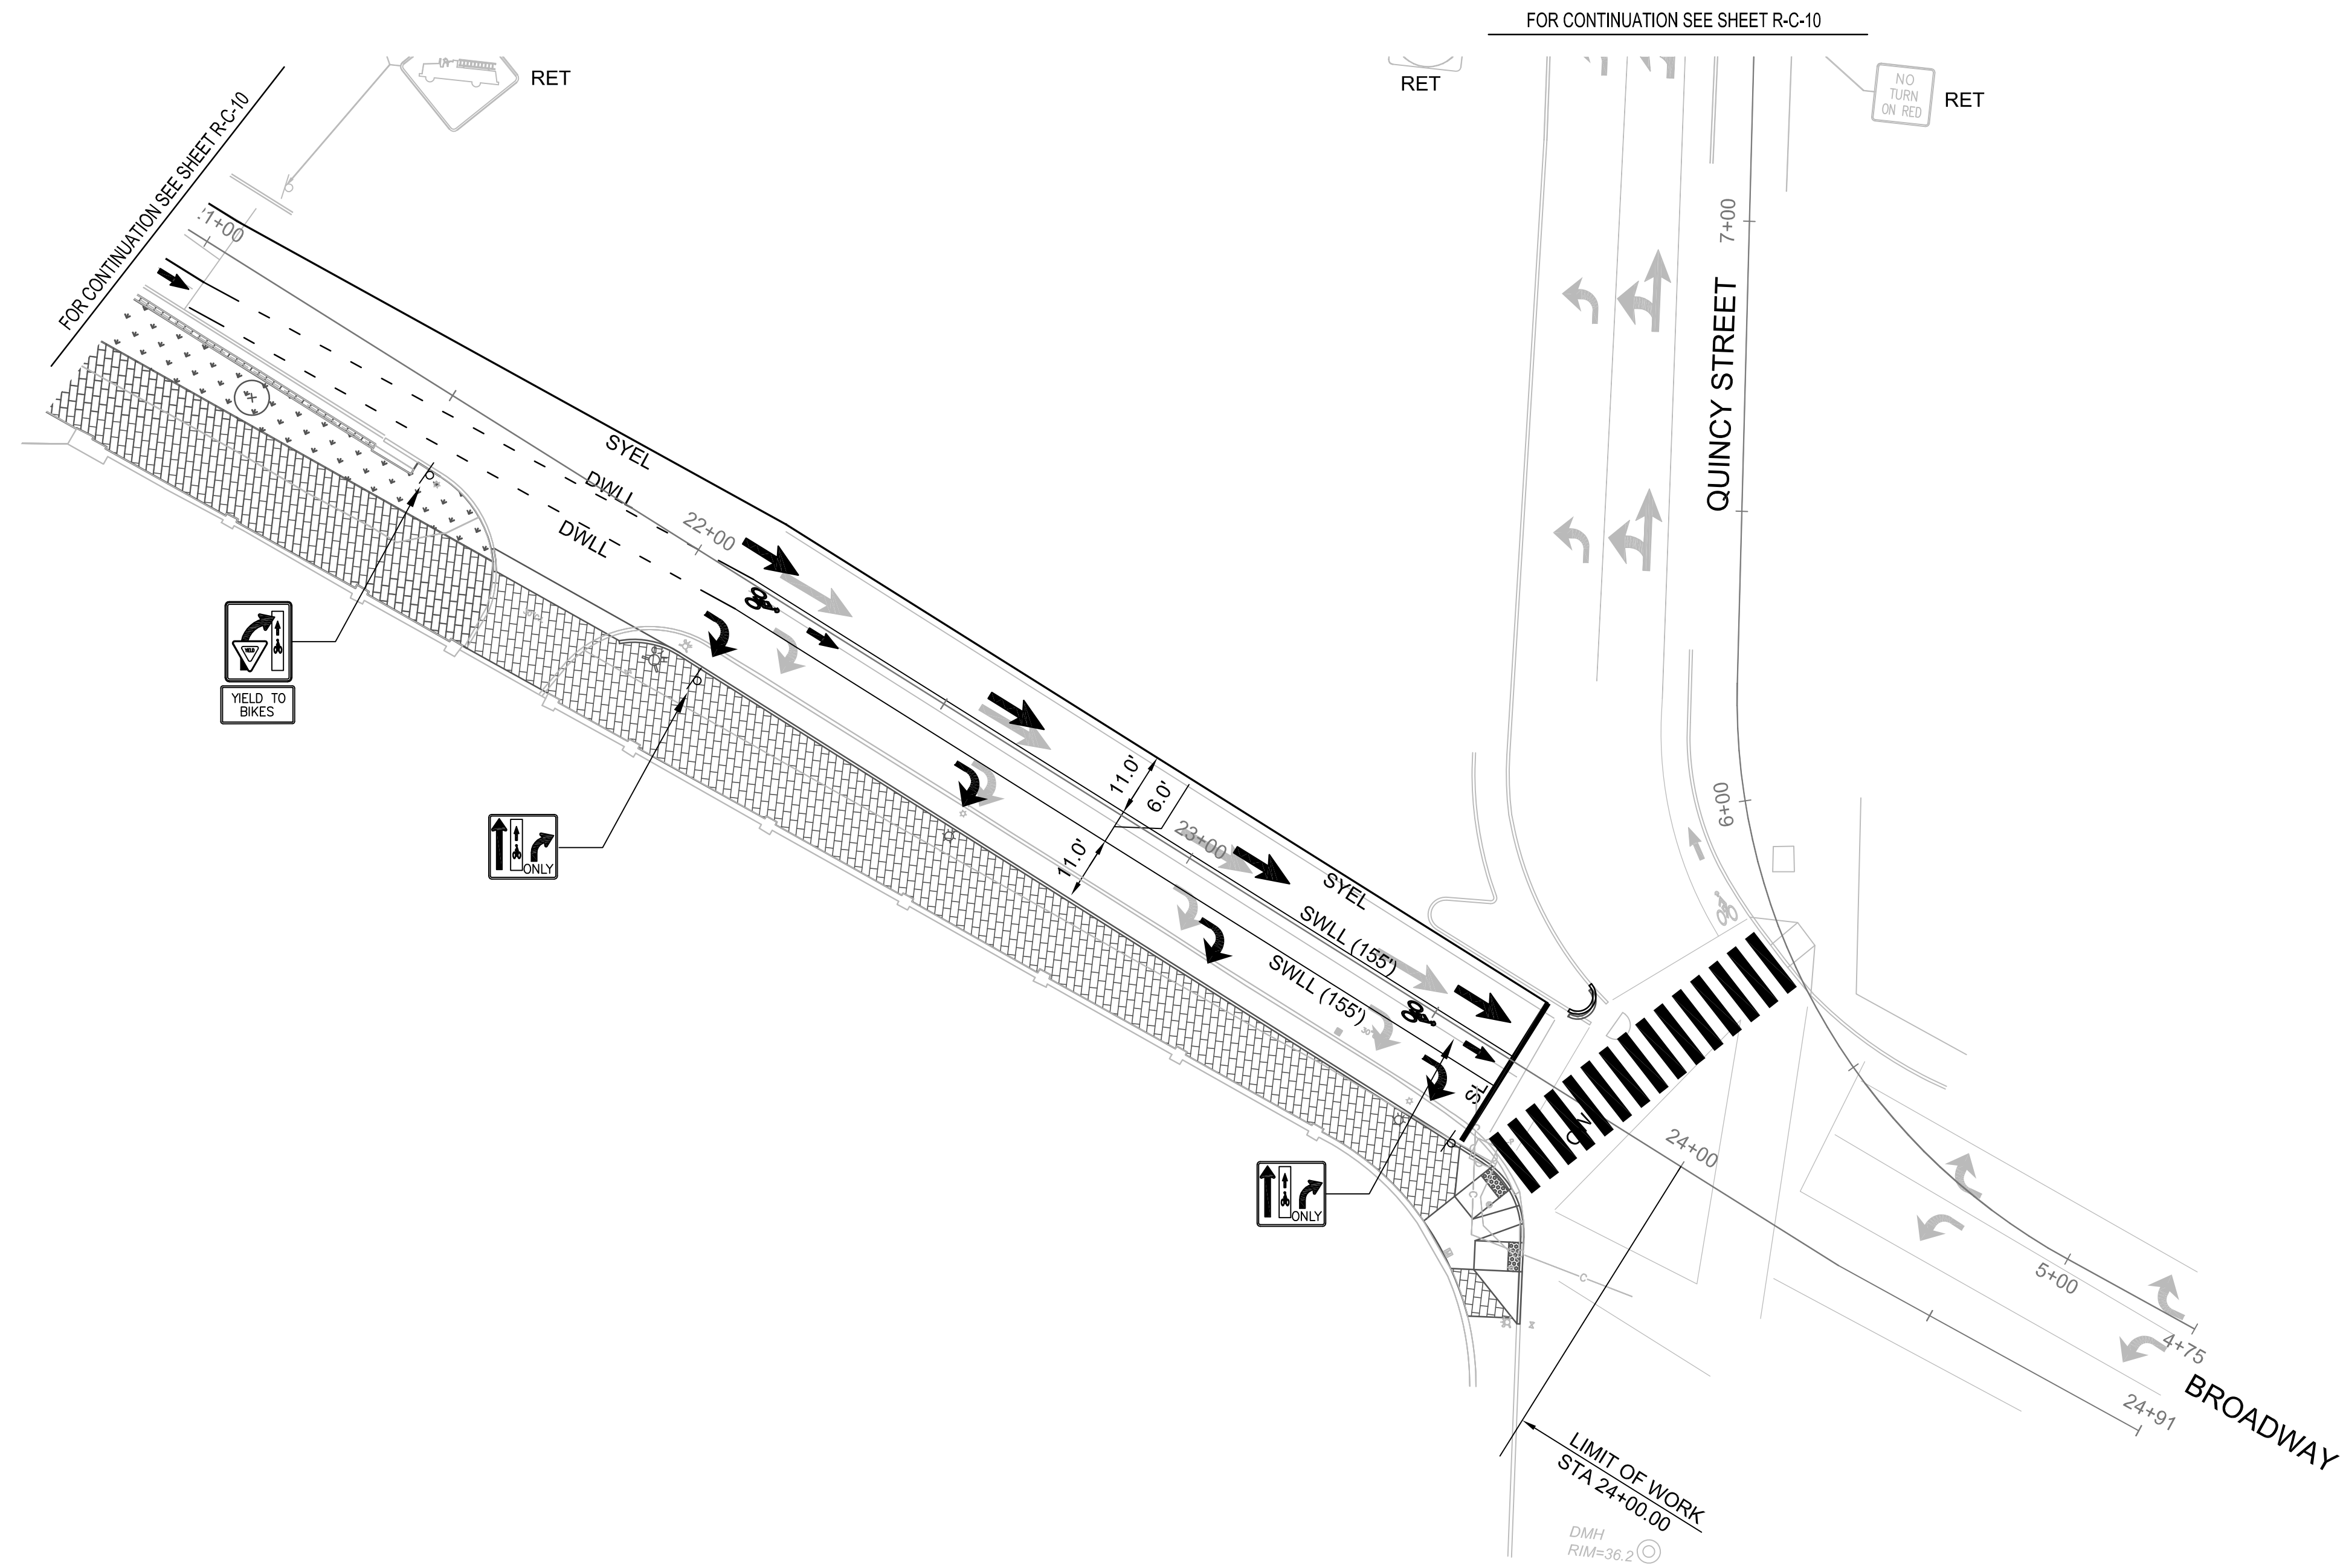 FOR CONTINUATION SEE SHEET R-C-10
RET
RET
NO
TURN
ON RED
RET
FOR CONTINUATION SEE SHEET R-C-10
1+00
7+00
QUINCY STREET
SYEL
DWLL
DWLL
22+00
YIELD
YIELD TO
BIKES
ONLY
11.0'
6.0'
11.0'
23+00
6+00
SYEL
SWLL (155')
SWLL (155')
SL
24+00
ONLY
5+00
4+75
24+91
BROADWAY
LIMIT OF WORK
STA 24+00.00
C
C
DMH
RIM=36.2